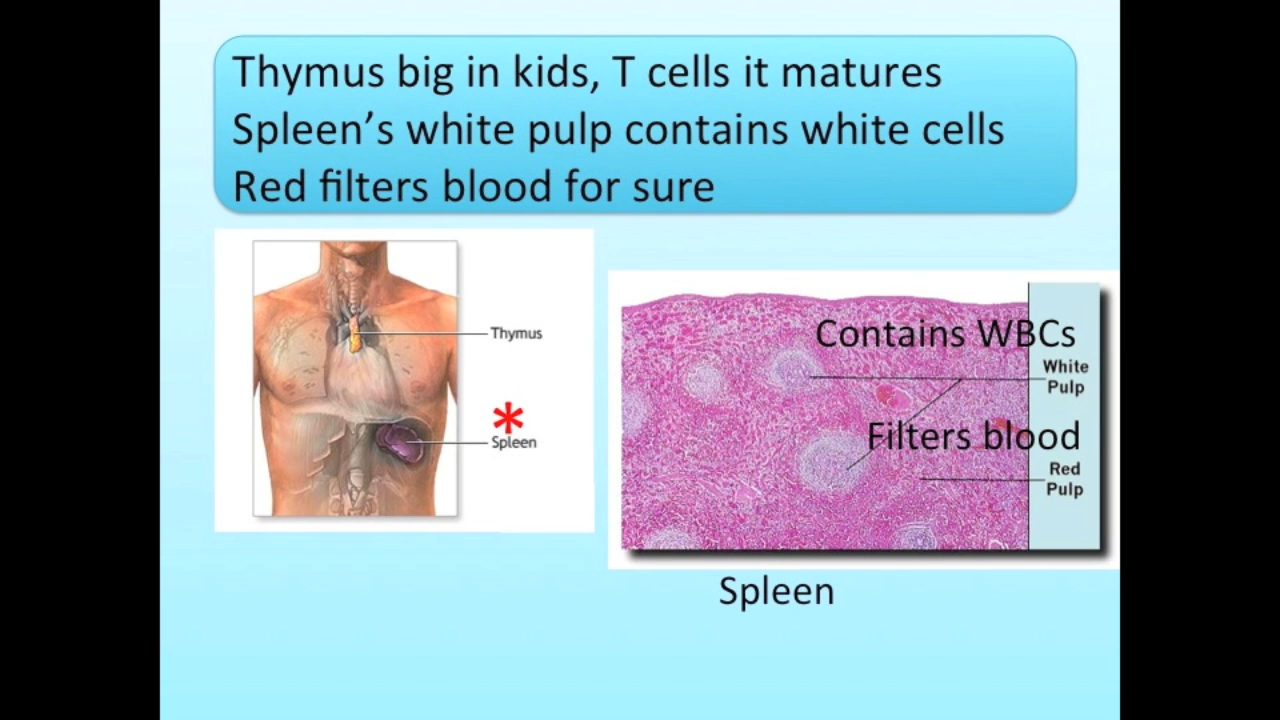 Thymus big in kids, T cells it matures
Spleen’s white pulp contains white cells
Red filters blood for sure
Thymus
*
Spleen
Contains WBCs
White
Pulp
Filters blood
Red
Pulp
Spleen